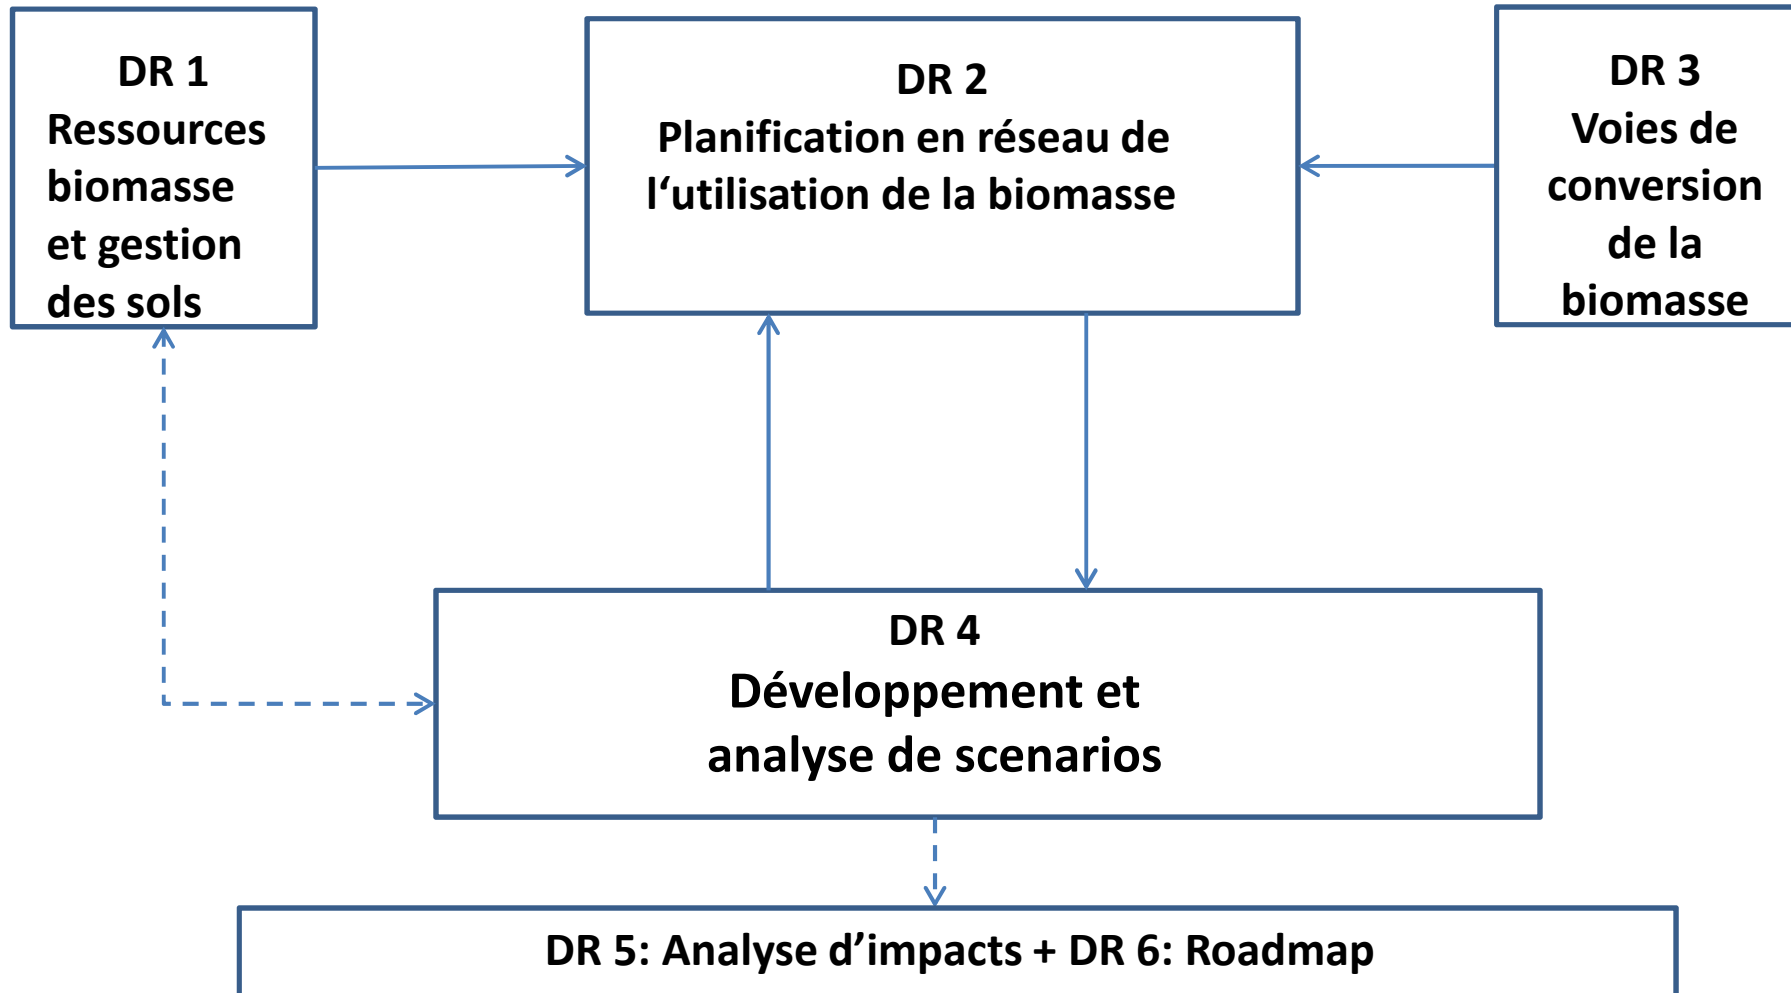 DR 1
Ressources
biomasse
et gestion
des sols
DR 2
Planification en réseau de
l‘utilisation de la biomasse
DR 3
Voies de
conversion
de la
biomasse
DR 4
Développement et
analyse de scenarios
DR 5: Analyse d’impacts + DR 6: Roadmap